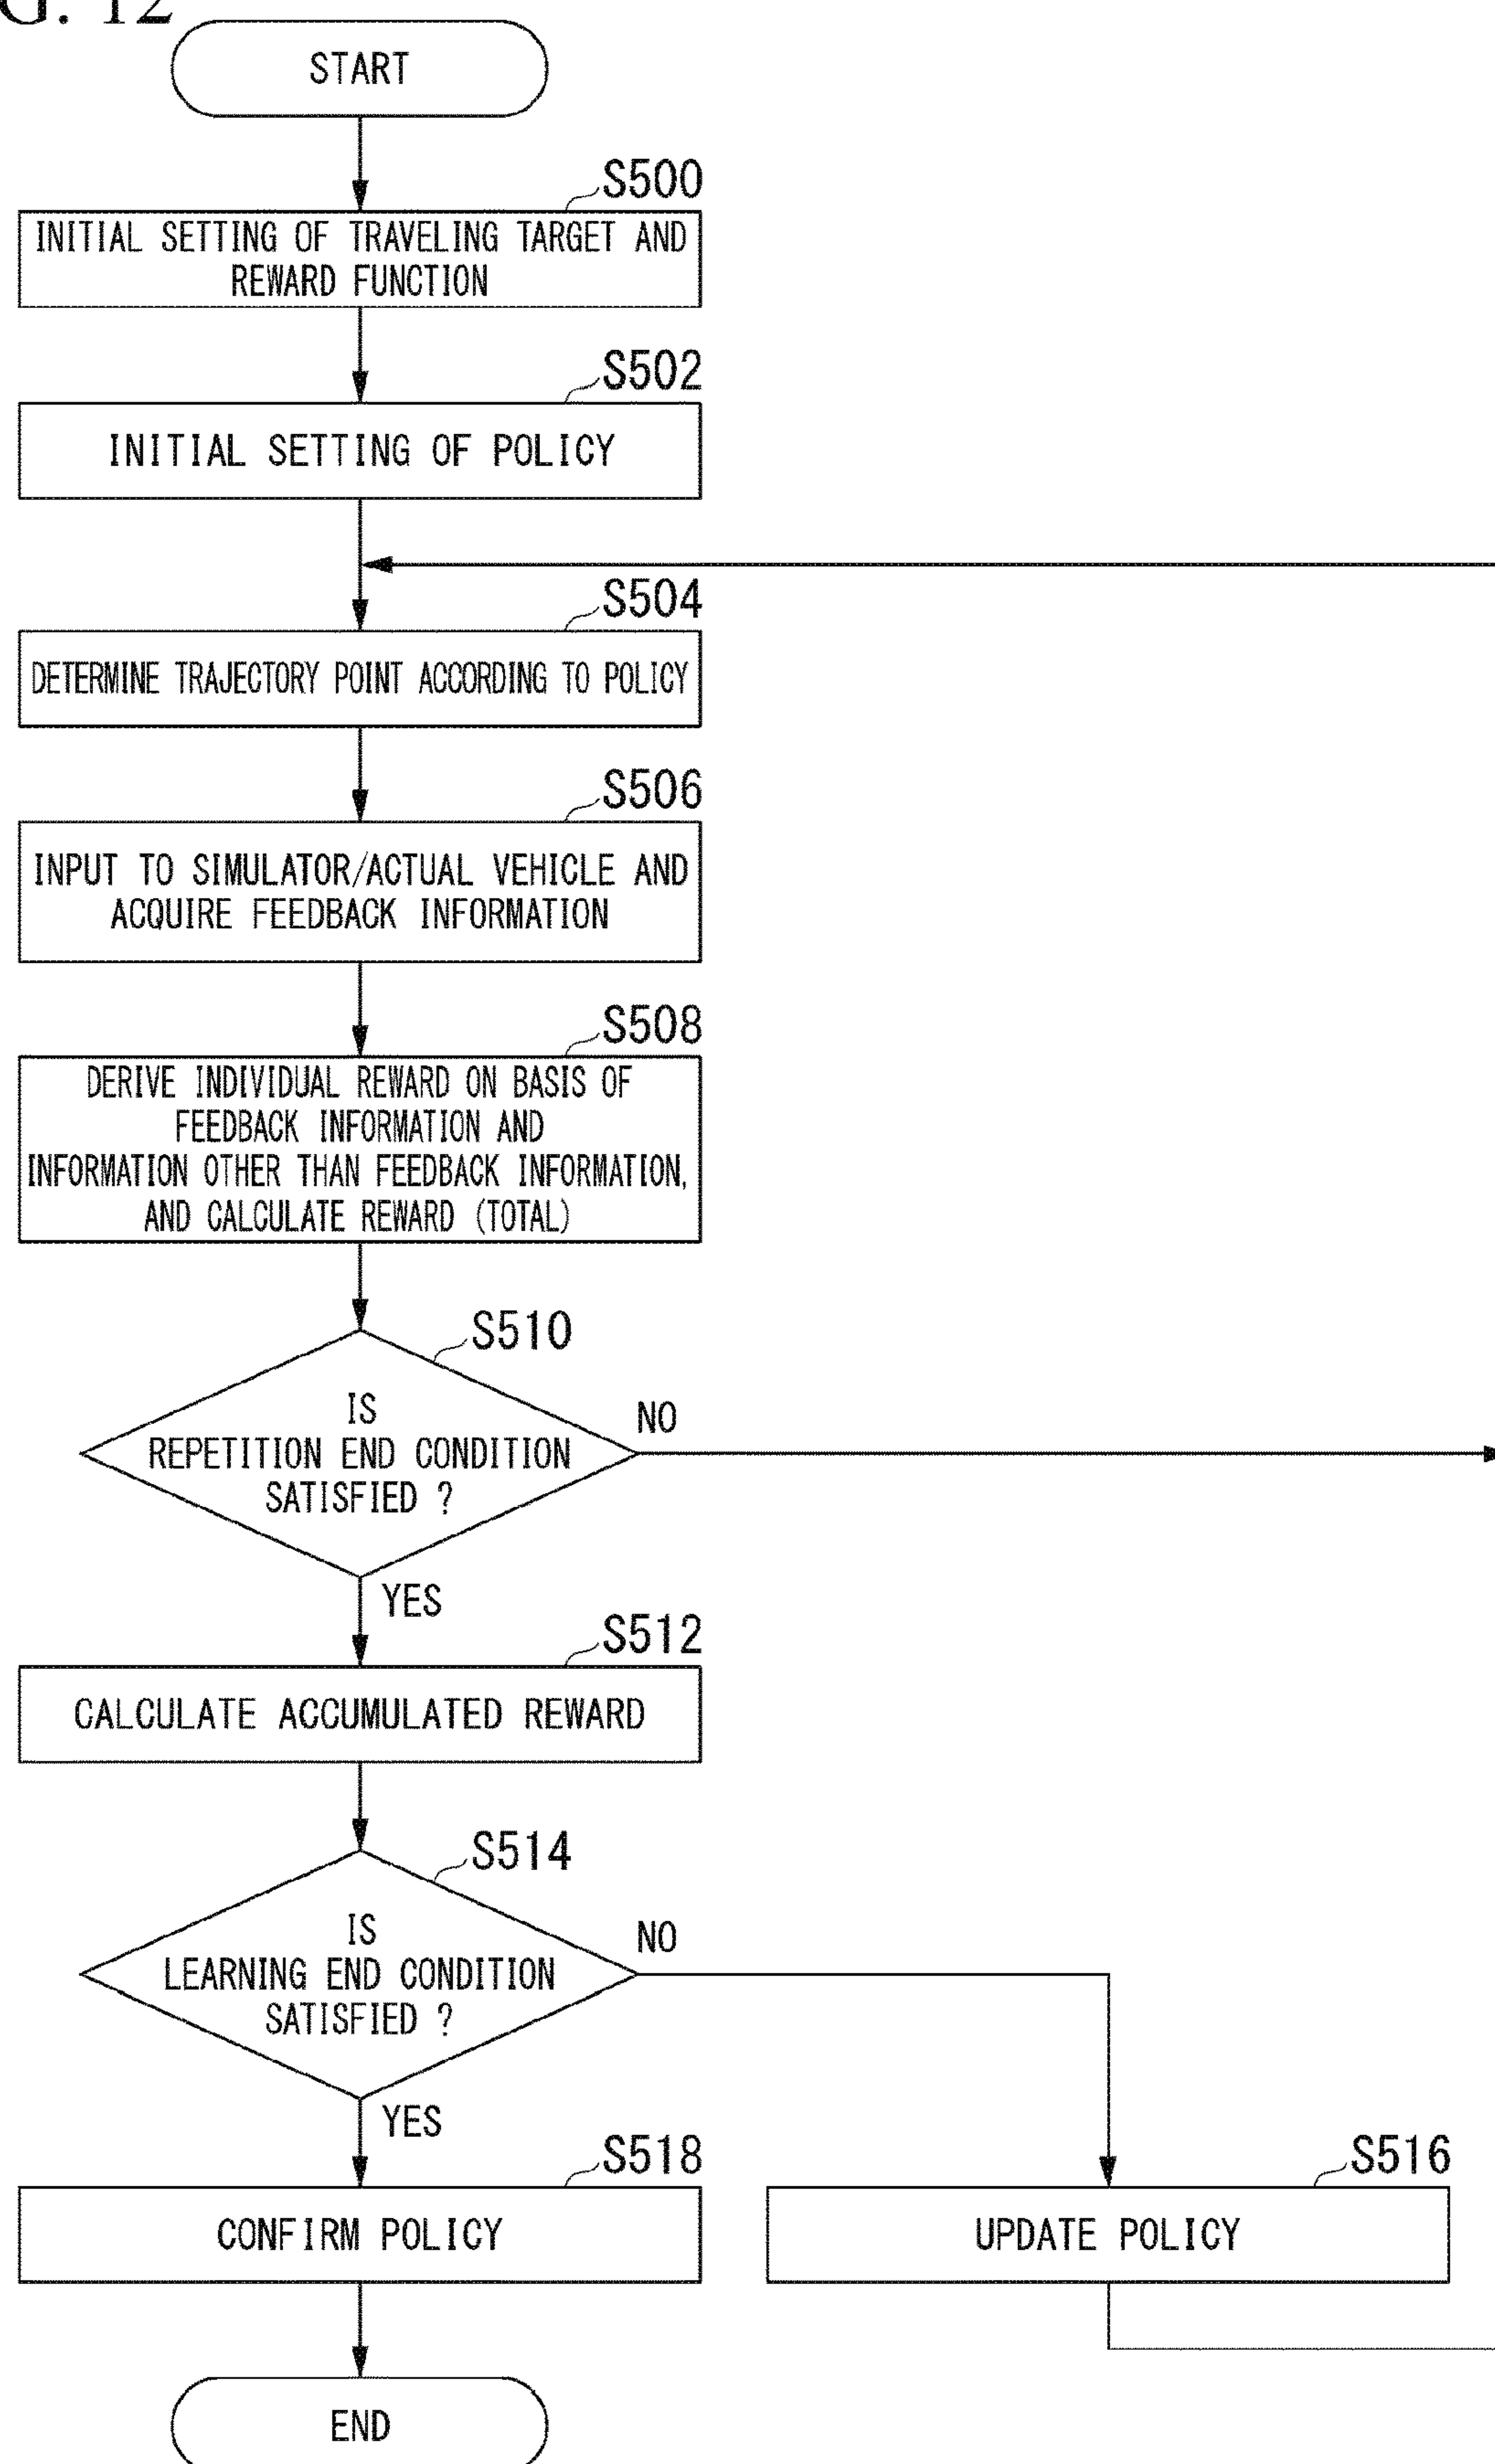 G. 12
START
S500
INITIAL SETTING OF TRAVELING TARGET AND
REWARD FUNCTION
S502
INITIAL SETTING OF POLICY
S504
DETERMINE TRAJECTORY POINT ACCORDING TO POLICY
S506
INPUT TO SIMULATOR/ACTUAL VEHICLE AND
ACQUIRE FEEDBACK INFORMATION
S508
DERIVE INDIVIDUAL REWARD ON BASIS OF
FEEDBACK INFORMATION AND
INFORMATION OTHER THAN FEEDBACK INFORMATION,
AND CALCULATE REWARD (TOTAL)
S510
IS
REPETITION END CONDITION
SATISFIED ?
NO
YES
S512
CALCULATE ACCUMULATED REWARD
S514
IS
LEARNING END CONDITION
SATISFIED ?
NO
YES
S518
CONFIRM POLICY
S516
UPDATE POLICY
END